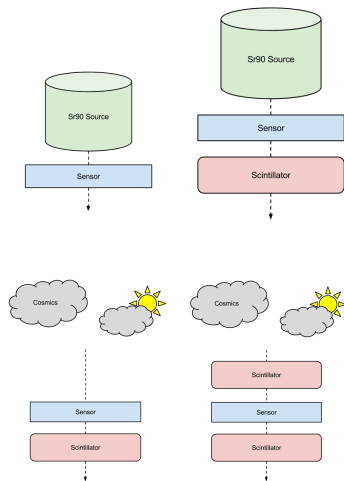 Sr90 Source
Sensor
Sr90 Source
Sensor
Scintillator
Cosmics
Sensor
Scintillator
Cosmics
Scintillator
Sensor
Scintillator